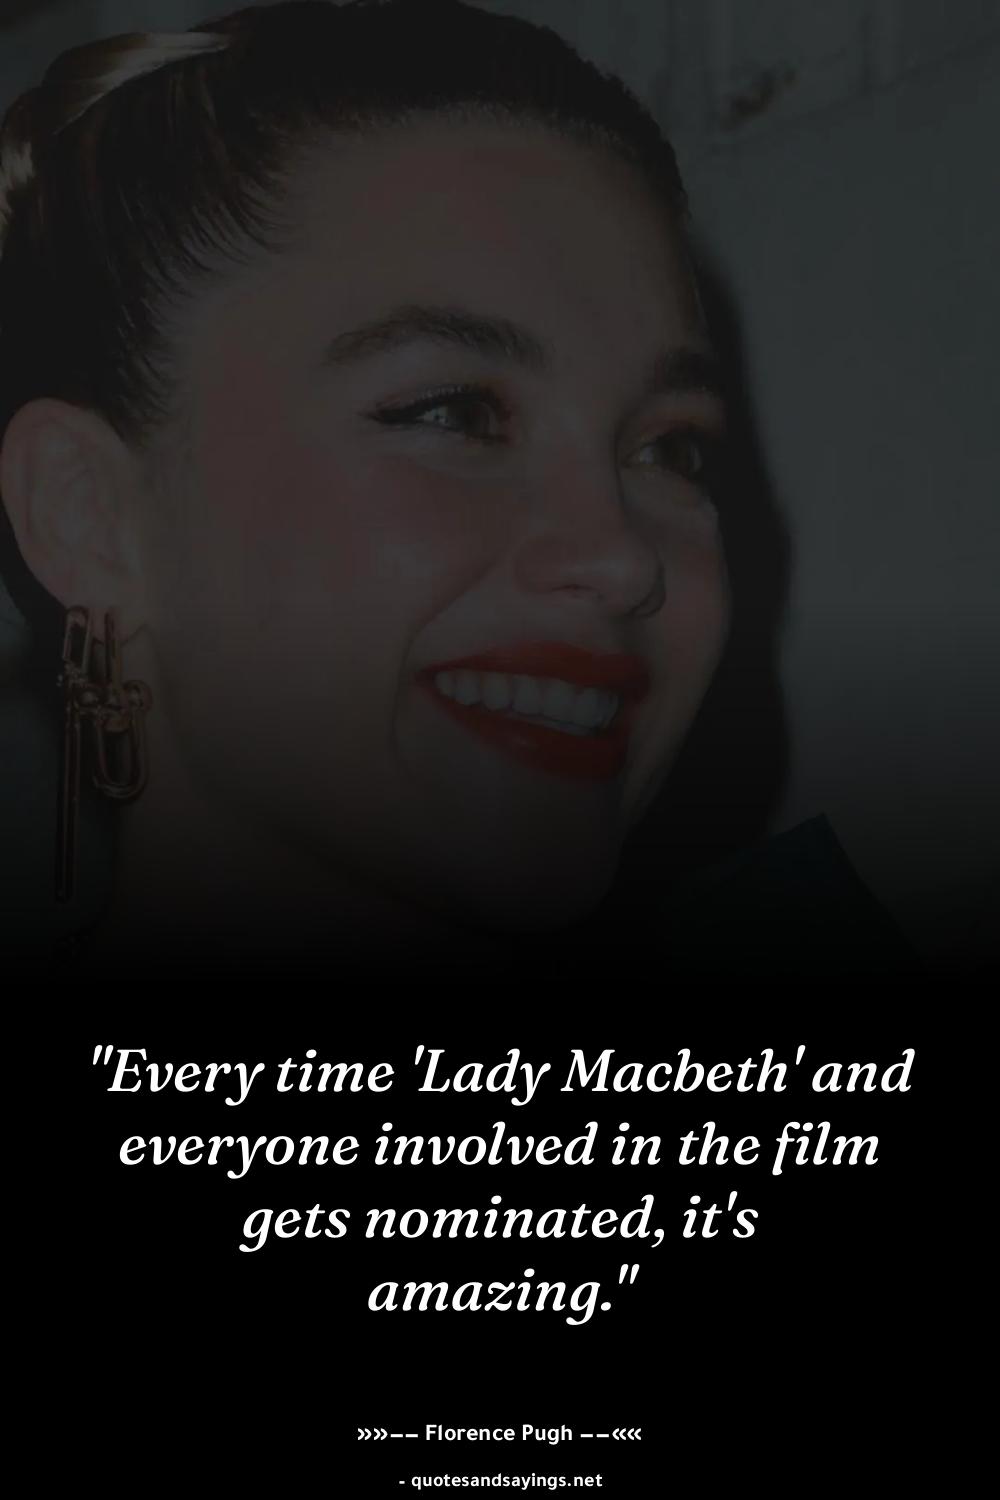 "Every time 'Lady Macbeth' and
everyone involved in the film
gets nominated, it's
amazing."
»»−− Florence Pugh −−««
- quotesandsayings.net